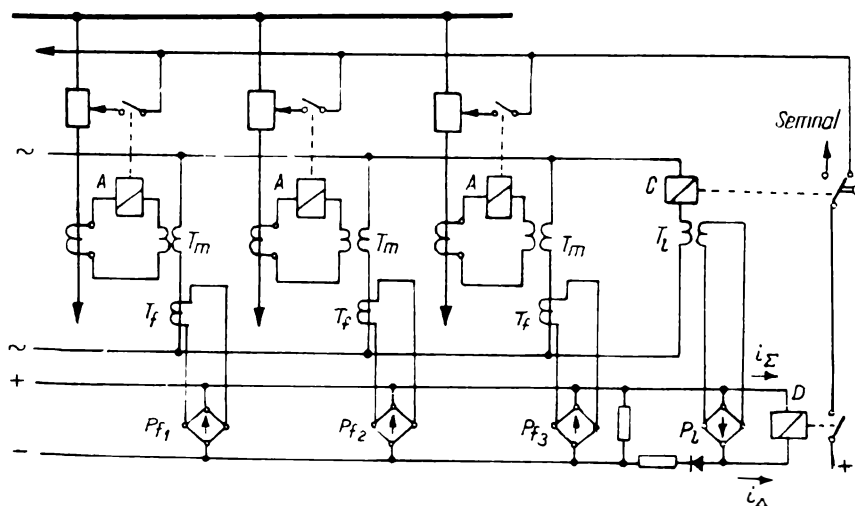 Semnal
~
A
A
A
C
T_m
T_m
T_m
T_l
T_f
T_f
T_f
~
+
i_Σ
D
P_f1
P_f2
P_f3
P_l
-
+
i_Δ